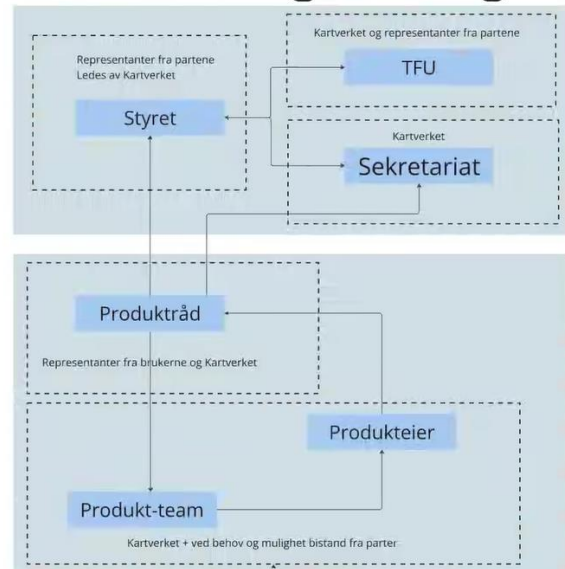 Kartverket og representanter fra partene
TFU
Representanter fra partene
Ledes av Kartverket
Styret
Kartverket
Sekretariat
Produktråd
Representanter fra brukerne og Kartverket
Produkteier
Produkt-team
Kartverket + ved behov og mulighet bistand fra parter